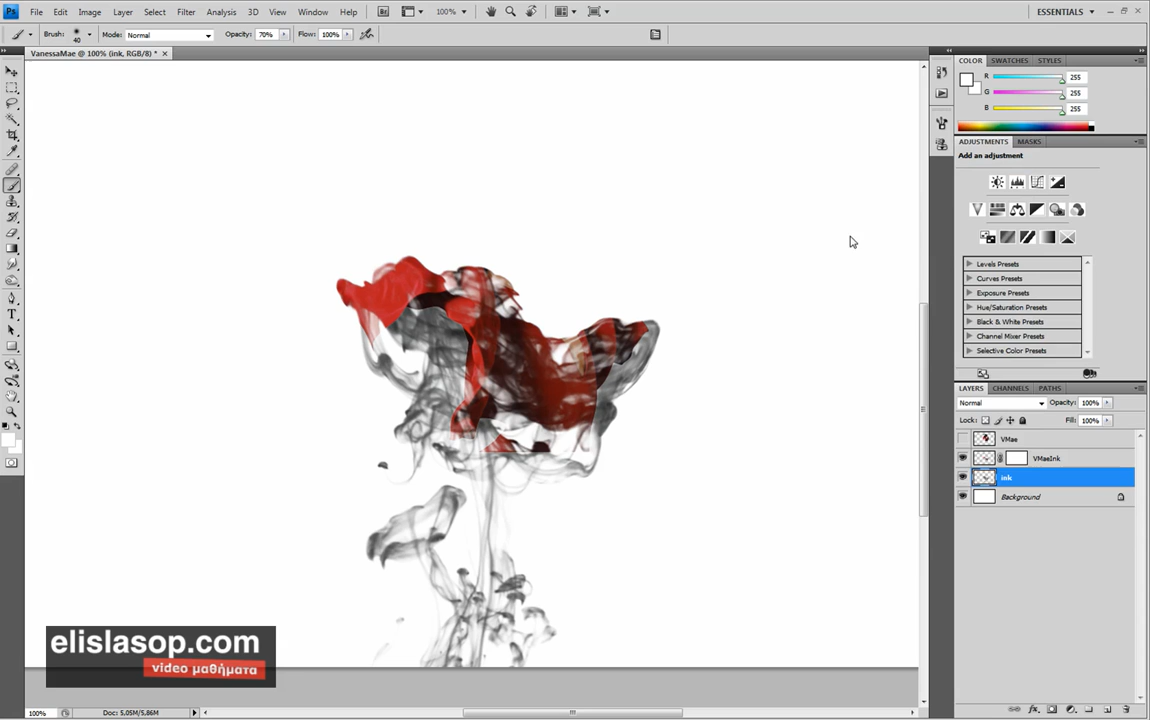 Ps File Edit Image Layer Select Filter Analysis 3D View Window Help Br 100% ESSENTIALS
Brush: 40 Mode: Normal Opacity: 70% Flow: 100%
VanessaMae @ 100% (ink, RGB/8) *
COLOR SWATCHES STYLES
R 255
G 255
B 255
ADJUSTMENTS MASKS
Add an adjustment
Levels Presets
Curves Presets
Exposure Presets
Hue/Saturation Presets
Black & White Presets
Channel Mixer Presets
Selective Color Presets
LAYERS CHANNELS PATHS
Normal Opacity: 100%
Lock: Fill: 100%
VMae
VMaeInk
ink
Background
elislasop.com
video μαθήματα
100% Doc: 5,05M/5,86M